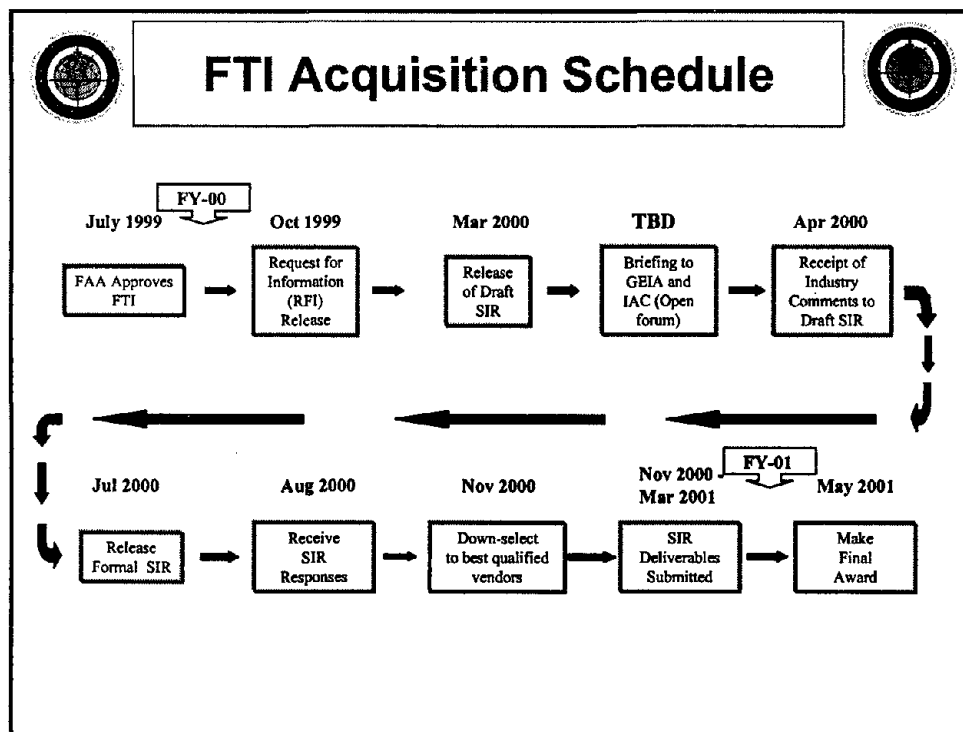 FTI Acquisition Schedule
FY-00
July 1999
Oct 1999
Mar 2000
TBD
Apr 2000
FAA Approves
FTI
Request for
Information
(RFI)
Release
Release
of Draft
SIR
Briefing to
GEIA and
IAC (Open
forum)
Receipt of
Industry
Comments to
Draft SIR
FY-01
Jul 2000
Aug 2000
Nov 2000
Nov 2000 -
Mar 2001
May 2001
Release
Formal SIR
Receive
SIR
Responses
Down-select
to best qualified
vendors
SIR
Deliverables
Submitted
Make
Final
Award